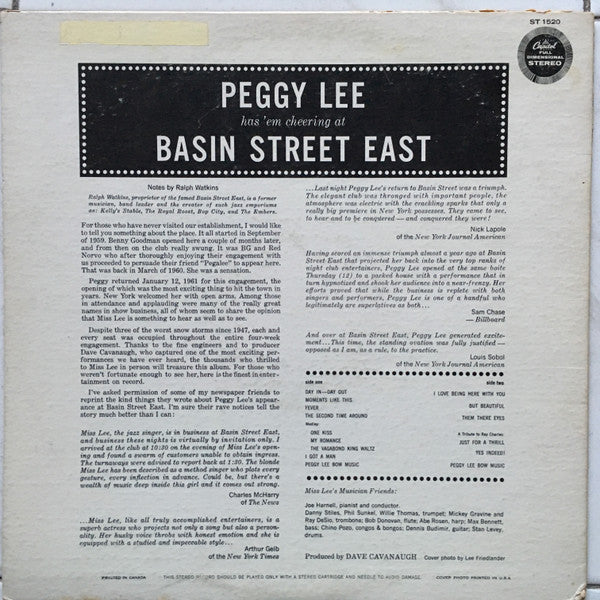 ST 1520
Capitol
FULL
DIMENSIONAL
STEREO
PEGGY LEE
has 'em cheering at
BASIN STREET EAST
Notes by Ralph Watkins
Ralph Watkins, proprietor of the famed Basin Street East, is a former
musician, band leader and the creator of such jazz emporiums
as: Kelly's Stable, The Royal Roost, Bop City, and The Embers.
For those who have never visited our establishment, I would like
to tell you something about the place. It all started in September
of 1959. Benny Goodman opened here a couple of months later,
and from then on the club really swung. It was BG and Red
Norvo who after thoroughly enjoying their engagement with
us proceeded to persuade their friend "Pegalee" to appear here.
That was back in March of 1960. She was a sensation.
Peggy returned January 12, 1961 for this engagement, the
opening of which was the most exciting thing to hit the town in
years. New York welcomed her with open arms. Among those
in attendance and applauding were many of the really great
names in show business, all of whom seem to share the opinion
that Miss Lee is something to hear as well as to see.
Despite three of the worst snow storms since 1947, each and
every seat was occupied throughout the entire four-week
engagement. Thanks to the fine engineers and to producer
Dave Cavanaugh, who captured one of the most exciting per-
formances we have ever heard, the thousands who thrilled
to Miss Lee in person will treasure this album. For those who
weren't fortunate enough to see her, here is the finest in enter-
tainment on record.
I've asked permission of some of my newspaper friends to
reprint the kind things they wrote about Peggy Lee's appear-
ance at Basin Street East. I'm sure their rave notices tell the
story much better than I can:
Miss Lee, the jazz singer, is in business at Basin Street East,
and business these nights is virtually by invitation only. I
arrived at the club at 10:30 on the evening of Miss Lee's open-
ing and found a swarm of customers unable to obtain ingress.
The turnaways were advised to report back at 1:30. The blonde
Miss Lee has been described as a method singer who plats every
gesture, every inflection in advance. Could be, but there's a
wealth of deep music inside this girl and it comes out strong.
Charles McHarry
of The News
...Miss Lee, like all truly accomplished entertainers, is a
superb actress who projects not only a song but also a person-
ality. Her husky voice throbs with honest emotion and she is
equipped with a studied and impeccable style...
Arthur Gelb
of the New York Times
...Last night Peggy Lee's return to Basin Street was a triumph.
The elegant club was thronged with important people, the
atmosphere was electric with the crackling sparks that only a
really big premiere in New York possesses. They came to see,
to hear—and to be conquered—and conquered they were!
Nick Lapole
of the New York Journal American
Having stored an immense triumph almost a year ago at Basin
Street East that projected her back into the very top ranks of
night club entertainers, Peggy Lee opened at the same boite
Thursday (12) to a packed house with a performance that in
turn hypnotized and shook her audience into a near-frenzy. Her
efforts proved that while the business is replete with both
singers and performers, Peggy Lee is one of a handful who
legitimately are superlatives as both...
Sam Chase
—Billboard
And over at Basin Street East, Peggy Lee generated excite-
ment...This time, the standing ovation was fully justified—
opposed as I am, as a rule, to the practice.
Louis Sobol
of the New York Journal American
side one
DAY IN—DAY OUT
MOMENTS LIKE THIS
FEVER
THE SECOND TIME AROUND
Medley:
ONE KISS
MY ROMANCE
THE VAGABOND KING WALTZ
I GOT A MAN
PEGGY LEE BOW MUSIC
side two
I LOVE BEING HERE WITH YOU
BUT BEAUTIFUL
THEM THERE EYES
A Tribute to Ray Charles:
JUST FOR A THRILL
YES INDEED!
PEGGY LEE BOW MUSIC
Miss Lee's Musician Friends:
Joe Harnell, pianist and conductor.
Danny Stiles, Phil Sunkel, Willie Thomas, trumpet; Mickey Gravine and
Ray DeSio, trombone; Bob Donovan, flute; Abe Rosen, harp; Max Bennett,
bass; Chino Pozo, congas & bongos; Dennis Budimir, guitar; Stan Levey,
drums.
Produced by DAVE CAVANAUGH Cover photo by Lee Friedlander
PRINTED IN CANADA
THIS STEREO RECORD SHOULD BE PLAYED ONLY WITH A STEREO CARTRIDGE AND NEEDLE TO AVOID DAMAGE.
COVER PHOTO PRINTED IN U.S.A.